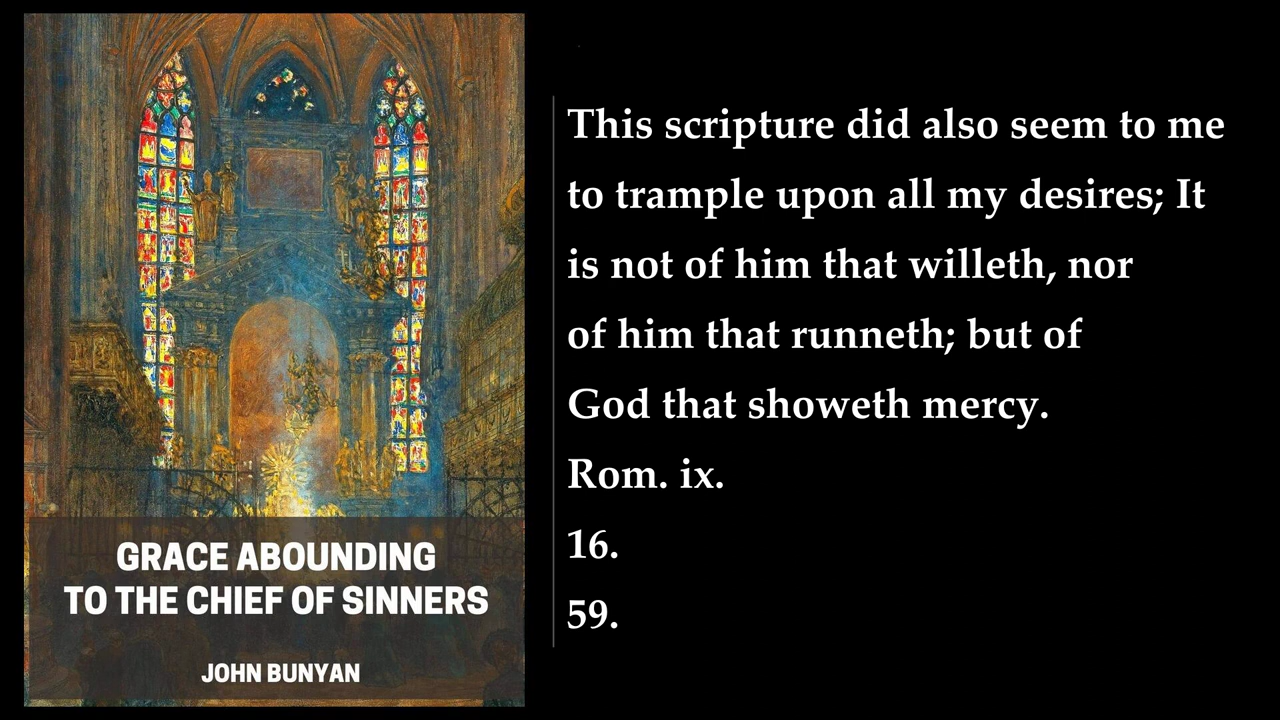 GRACE ABOUNDING
TO THE CHIEF OF SINNERS
JOHN BUNYAN
This scripture did also seem to me
to trample upon all my desires; It
is not of him that willeth, nor
of him that runneth; but of
God that showeth mercy.
Rom. ix.
16.
59.